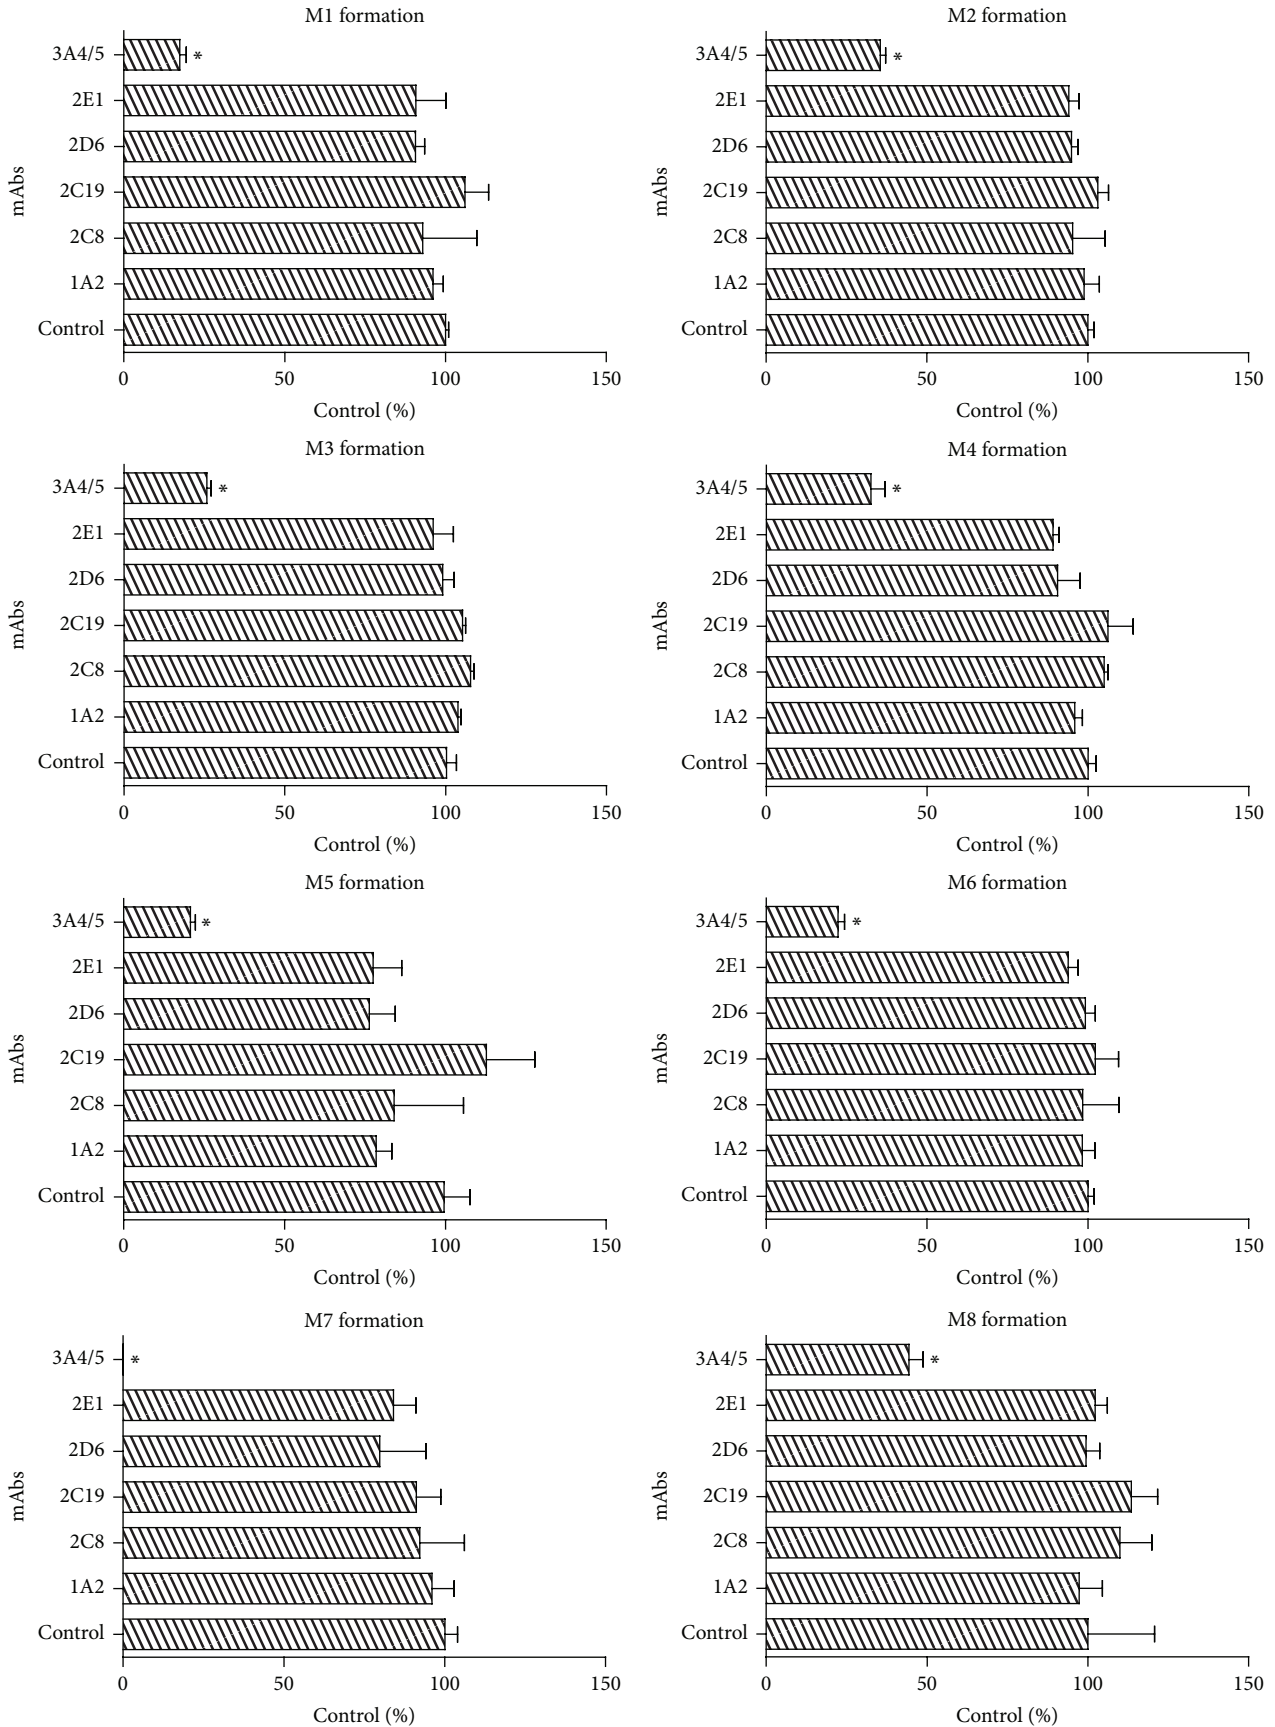 M1 formation
3A4/5 *
2E1
2D6
2C19
2C8
1A2
Control
mAbs
0 50 100 150
Control (%)
M2 formation
3A4/5 *
2E1
2D6
2C19
2C8
1A2
Control
mAbs
0 50 100 150
Control (%)
M3 formation
3A4/5 *
2E1
2D6
2C19
2C8
1A2
Control
mAbs
0 50 100 150
Control (%)
M4 formation
3A4/5 *
2E1
2D6
2C19
2C8
1A2
Control
mAbs
0 50 100 150
Control (%)
M5 formation
3A4/5 *
2E1
2D6
2C19
2C8
1A2
Control
mAbs
0 50 100 150
Control (%)
M6 formation
3A4/5 *
2E1
2D6
2C19
2C8
1A2
Control
mAbs
0 50 100 150
Control (%)
M7 formation
3A4/5 *
2E1
2D6
2C19
2C8
1A2
Control
mAbs
0 50 100 150
Control (%)
M8 formation
3A4/5 *
2E1
2D6
2C19
2C8
1A2
Control
mAbs
0 50 100 150
Control (%)